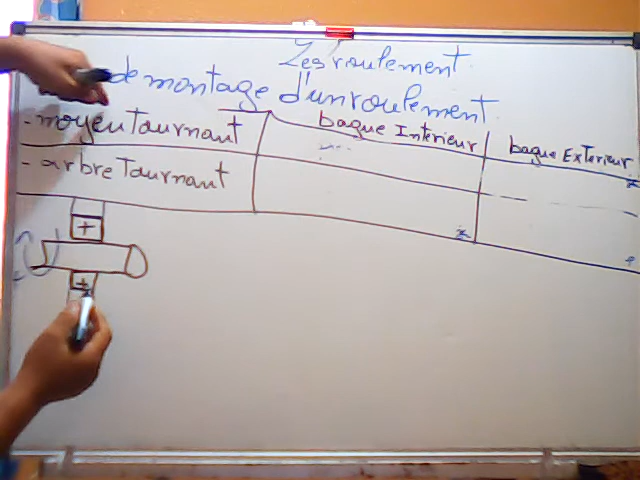 Les roulement
de montage d'un roulement
- moyeu Tournant
bague Interieur
bague Exterieur
- arbre Tournant